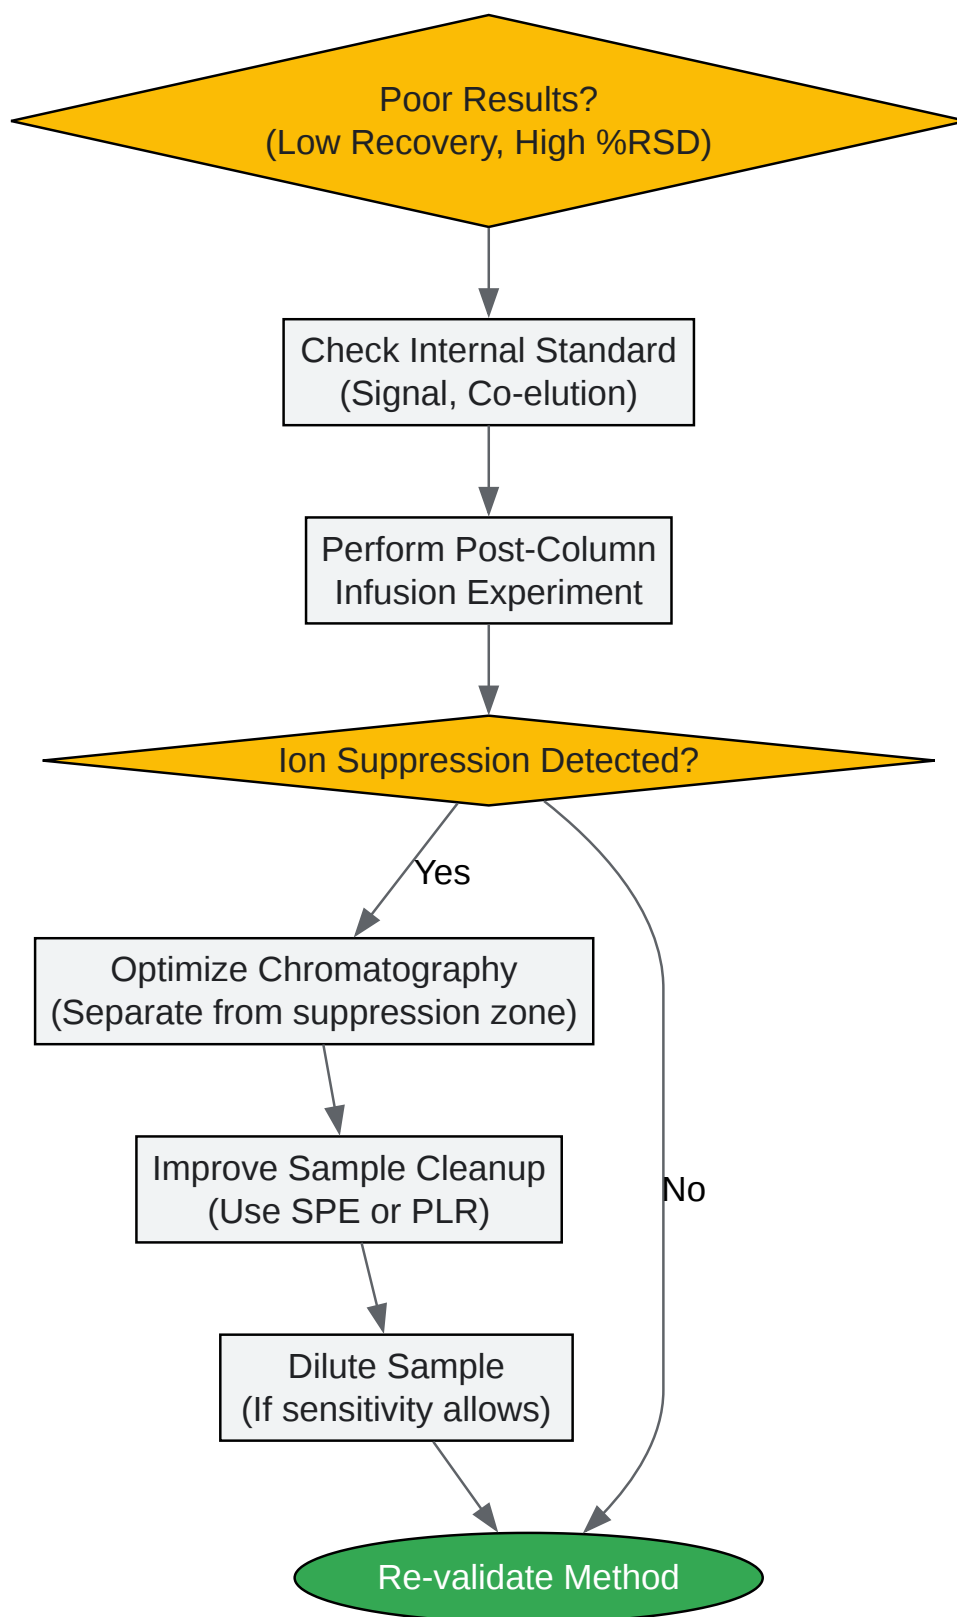 Poor Results?
(Low Recovery, High %RSD)
Check Internal Standard
(Signal, Co-elution)
Perform Post-Column
Infusion Experiment
Ion Suppression Detected?
Yes
Optimize Chromatography
(Separate from suppression zone)
Improve Sample Cleanup
(Use SPE or PLR)
No
Dilute Sample
(If sensitivity allows)
Re-validate Method